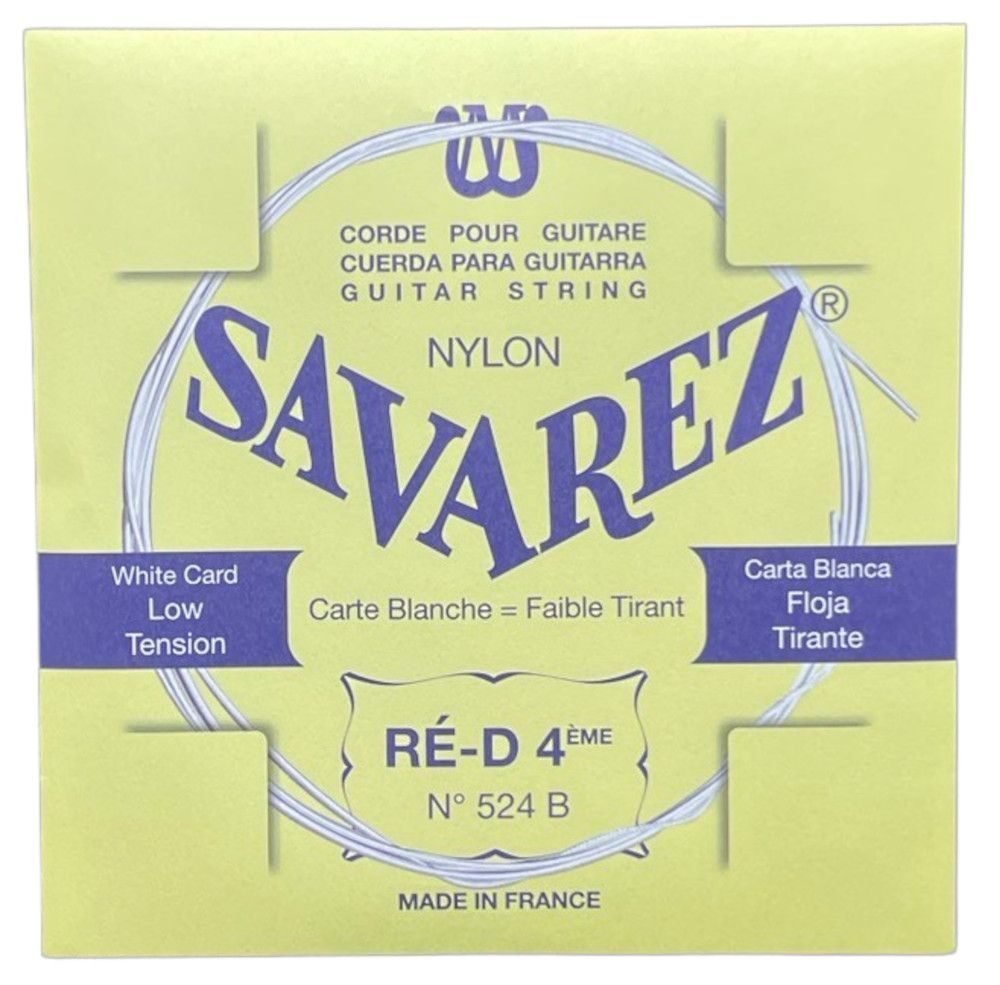 CORDE POUR GUITARE
CUERDA PARA GUITARRA
GUITAR STRING
NYLON
SAVAREZ®
White Card
Low
Tension
Carte Blanche = Faible Tirant
Carta Blanca
Floja
Tirante
RÉ-D 4ÈME
N° 524 B
MADE IN FRANCE